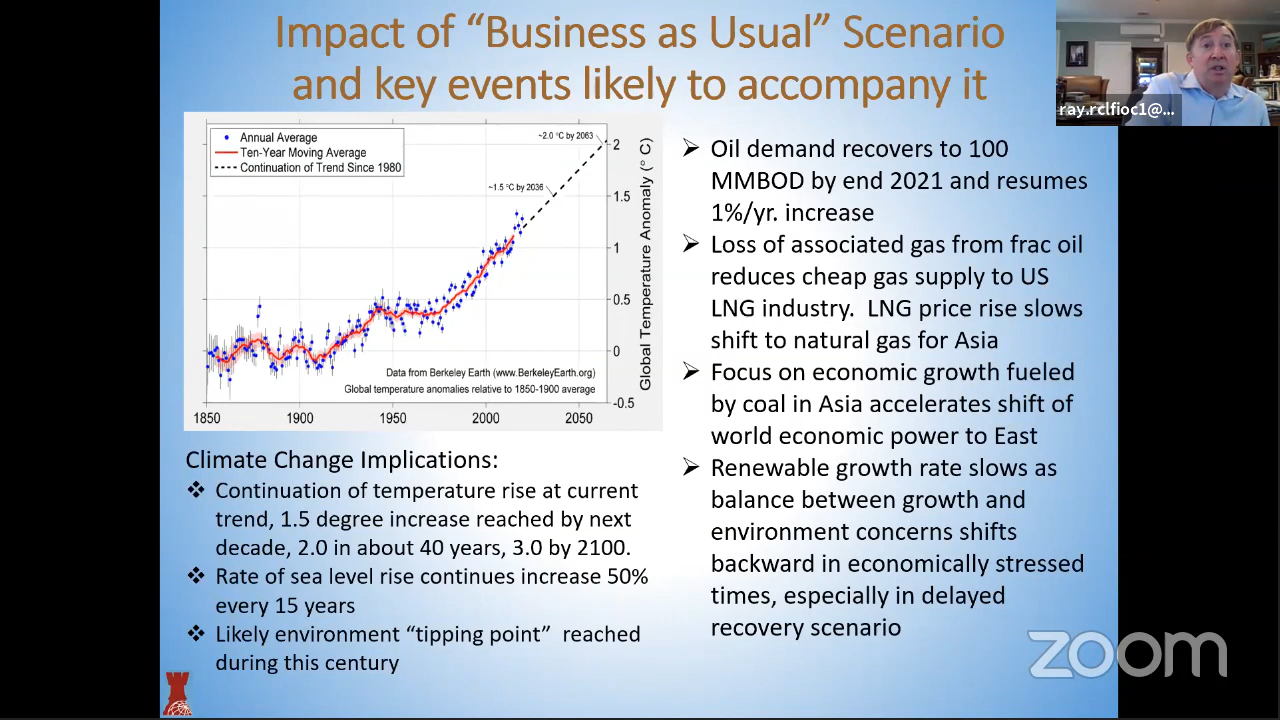 Impact of “Business as Usual” Scenario
and key events likely to accompany it
ray.rclfioc1@...
Annual Average
Ten-Year Moving Average
Continuation of Trend Since 1980
~2.0 °C by 2063
~1.5 °C by 2036
2
1.5
1
0.5
0
-0.5
Global Temperature Anomaly (° C)
Data from Berkeley Earth (www.BerkeleyEarth.org)
Global temperature anomalies relative to 1850-1900 average
1850 1900 1950 2000 2050
Climate Change Implications:
❖ Continuation of temperature rise at current
trend, 1.5 degree increase reached by next
decade, 2.0 in about 40 years, 3.0 by 2100.
❖ Rate of sea level rise continues increase 50%
every 15 years
❖ Likely environment “tipping point” reached
during this century
➢ Oil demand recovers to 100
MMBOD by end 2021 and resumes
1%/yr. increase
➢ Loss of associated gas from frac oil
reduces cheap gas supply to US
LNG industry. LNG price rise slows
shift to natural gas for Asia
➢ Focus on economic growth fueled
by coal in Asia accelerates shift of
world economic power to East
➢ Renewable growth rate slows as
balance between growth and
environment concerns shifts
backward in economically stressed
times, especially in delayed
recovery scenario
zoom